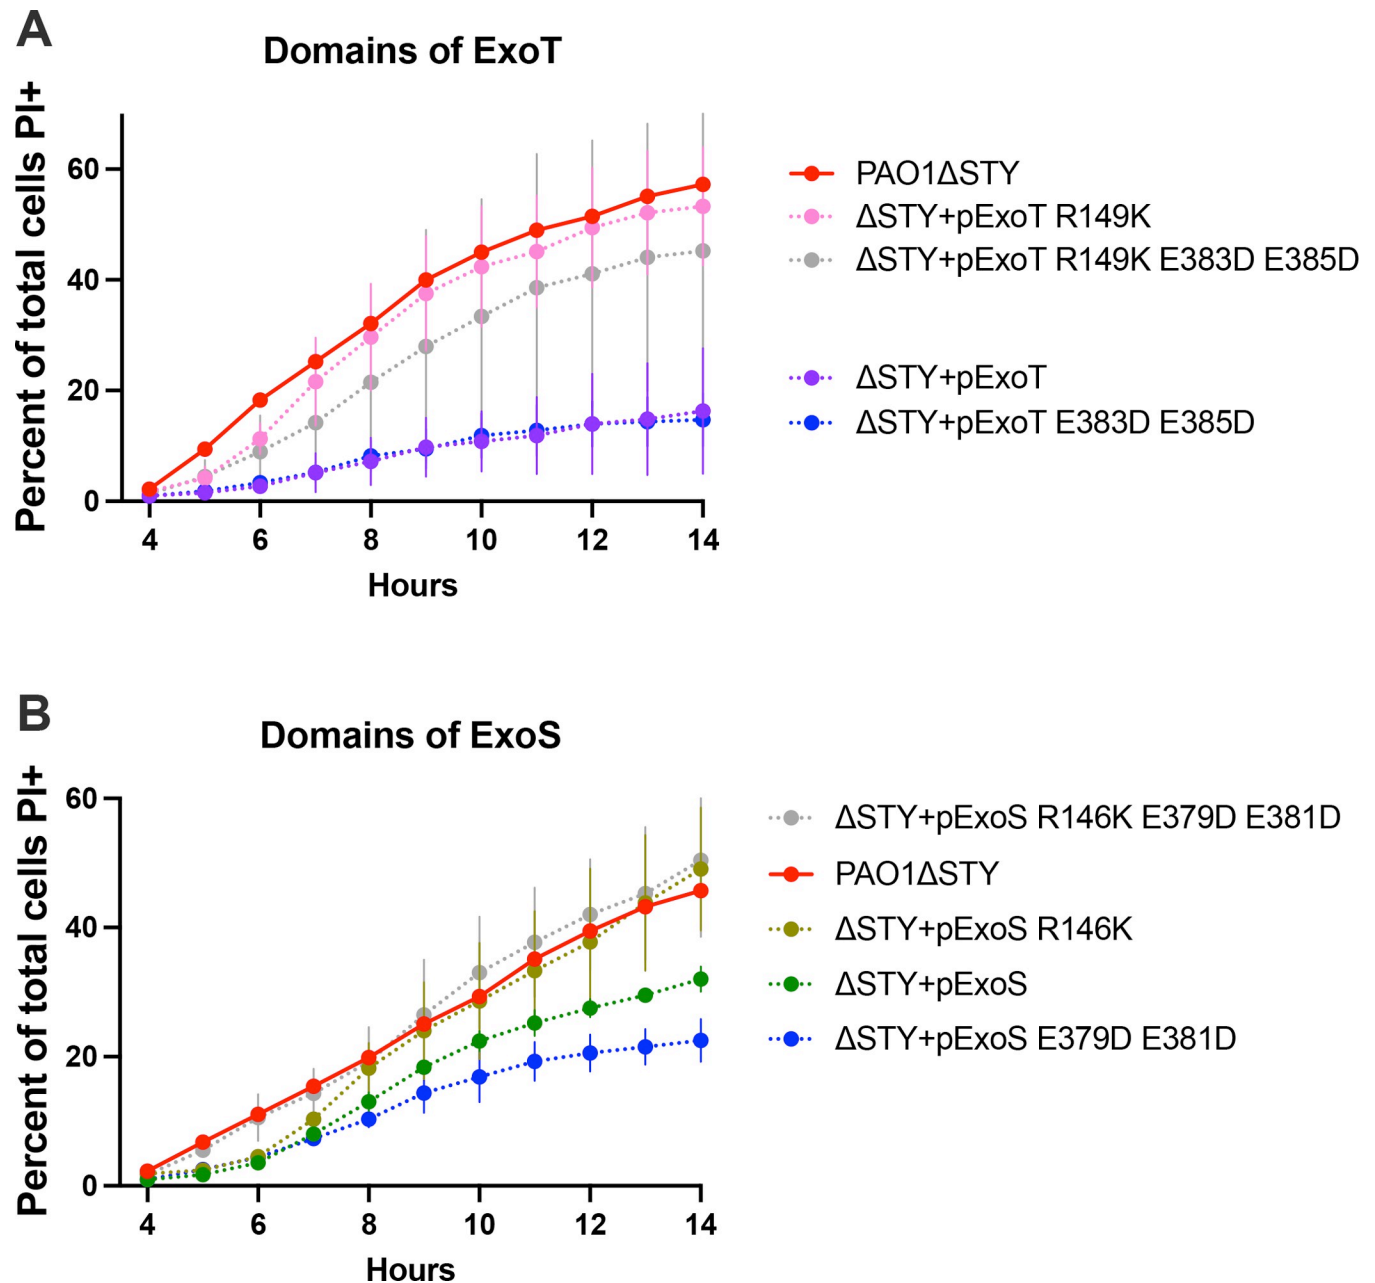 A
Domains of ExoT
Percent of total cells PI+
60
40
20
0
4 6 8 10 12 14
Hours
PAO1ΔSTY
ΔSTY+pExoT R149K
ΔSTY+pExoT R149K E383D E385D
ΔSTY+pExoT
ΔSTY+pExoT E383D E385D
B
Domains of ExoS
Percent of total cells PI+
60
40
20
0
4 6 8 10 12 14
Hours
ΔSTY+pExoS R146K E379D E381D
PAO1ΔSTY
ΔSTY+pExoS R146K
ΔSTY+pExoS
ΔSTY+pExoS E379D E381D